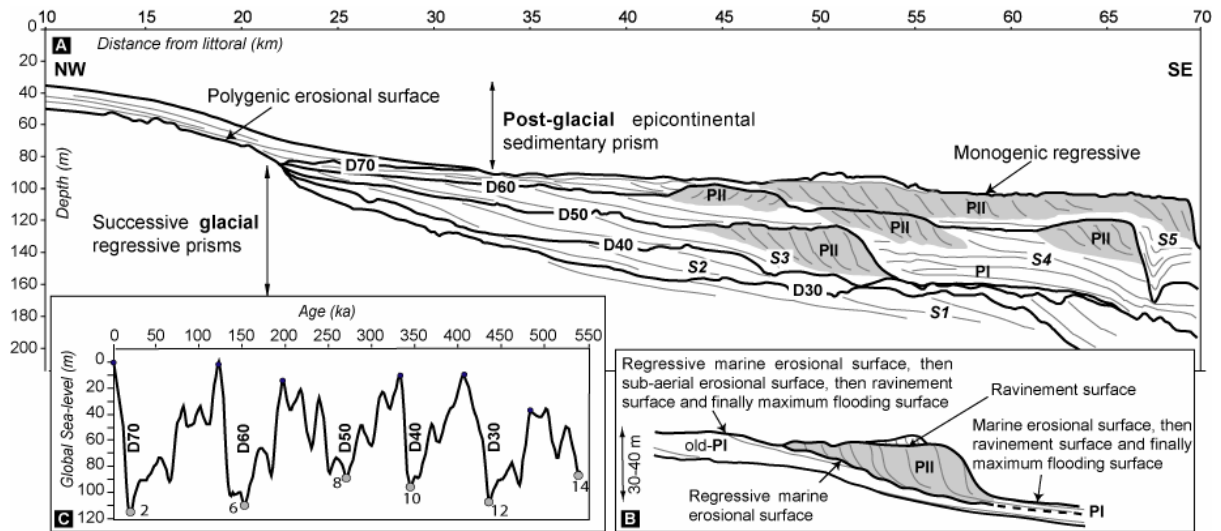 10 15 20 25 30 35 40 45 50 55 60 65 70
0
20
40
60
80
100
120
140
160
180
200
Depth (m)
A Distance from littoral (km)
NW
SE
Polygenic erosional surface
Post-glacial epicontinental
sedimentary prism
Monogenic regressive
Successive glacial
regressive prisms
D70
D60
D50
D40
D30
PII
PII
PII
PII
PII
PI
S1
S2
S3
S4
S5
Age (ka)
0 50 100 150 200 250 300 350 400 450 500 550
Global Sea-level (m)
0
20
40
60
80
100
120
D70
D60
D50
D40
D30
2
6
8
10
12
14
C
Regressive marine erosional surface, then
sub-aerial erosional surface, then ravinement
surface and finally maximum flooding surface
Ravinement surface
Marine erosional surface, then
ravinement surface and finally
maximum flooding surface
30-40 m
old-PI
PII
Regressive marine
erosional surface
B
PI